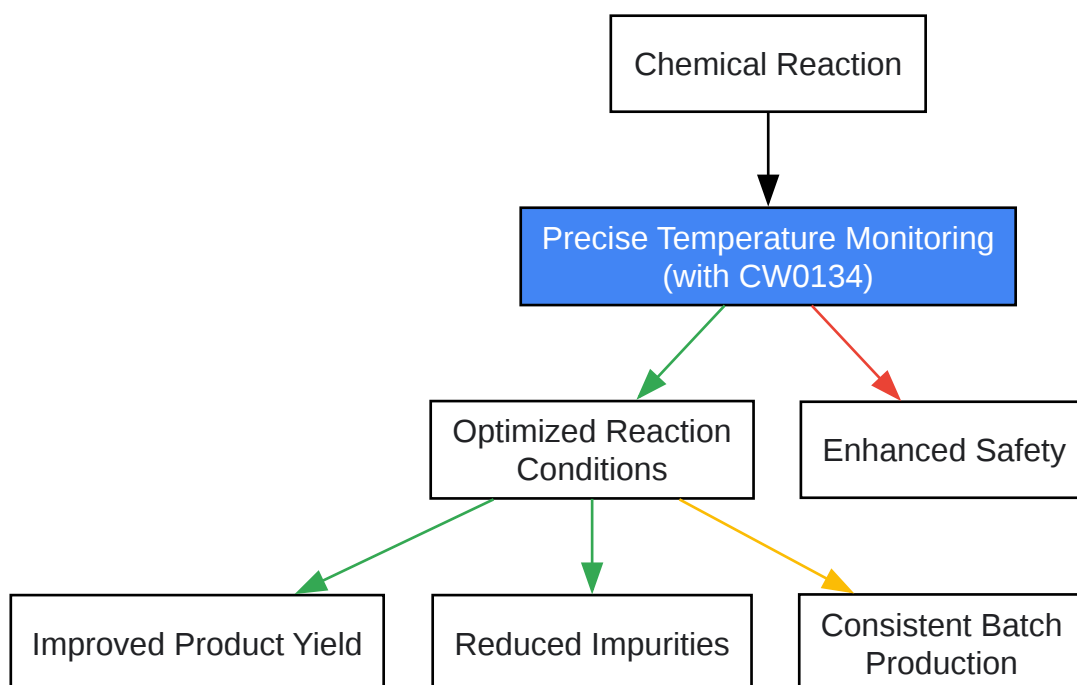 Chemical Reaction
Precise Temperature Monitoring
(with CW0134)
Optimized Reaction
Conditions
Enhanced Safety
Improved Product Yield
Reduced Impurities
Consistent Batch
Production